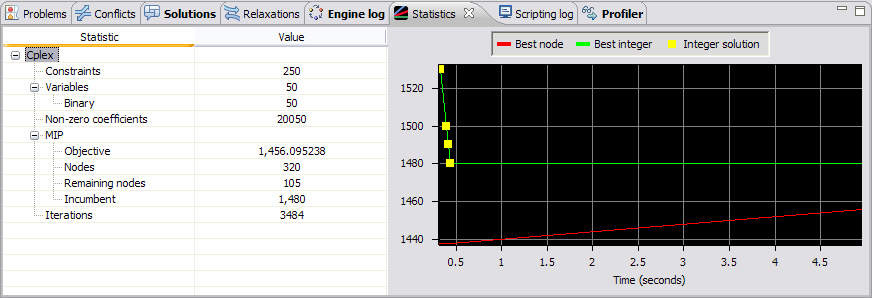 Problems Conflicts Solutions Relaxations Engine log Statistics Scripting log Profiler
Statistic Value
Cplex
Constraints 250
Variables 50
Binary 50
Non-zero coefficients 20050
MIP
Objective 1,456.095238
Nodes 320
Remaining nodes 105
Incumbent 1,480
Iterations 3484
Best node Best integer Integer solution
1520
1500
1480
1460
1440
0.5 1 1.5 2 2.5 3 3.5 4 4.5
Time (seconds)